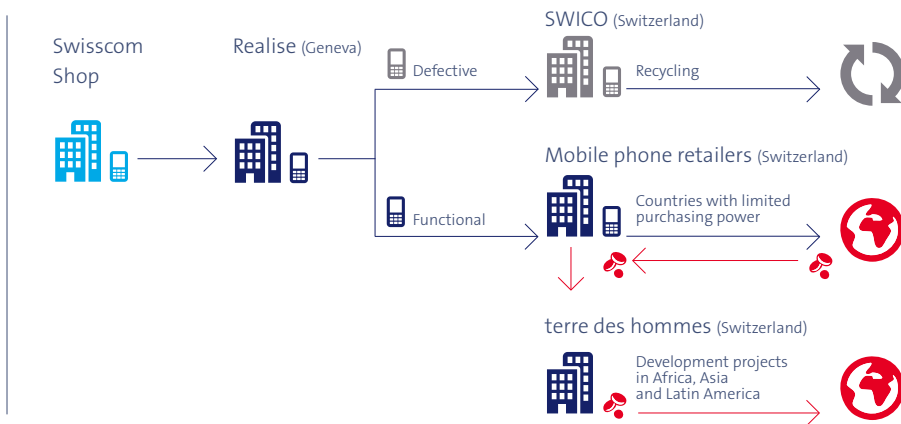 Swisscom
Shop
Realise (Geneva)
Defective
Functional
SWICO (Switzerland)
Recycling
Mobile phone retailers (Switzerland)
Countries with limited
purchasing power
terre des hommes (Switzerland)
Development projects
in Africa, Asia
and Latin America